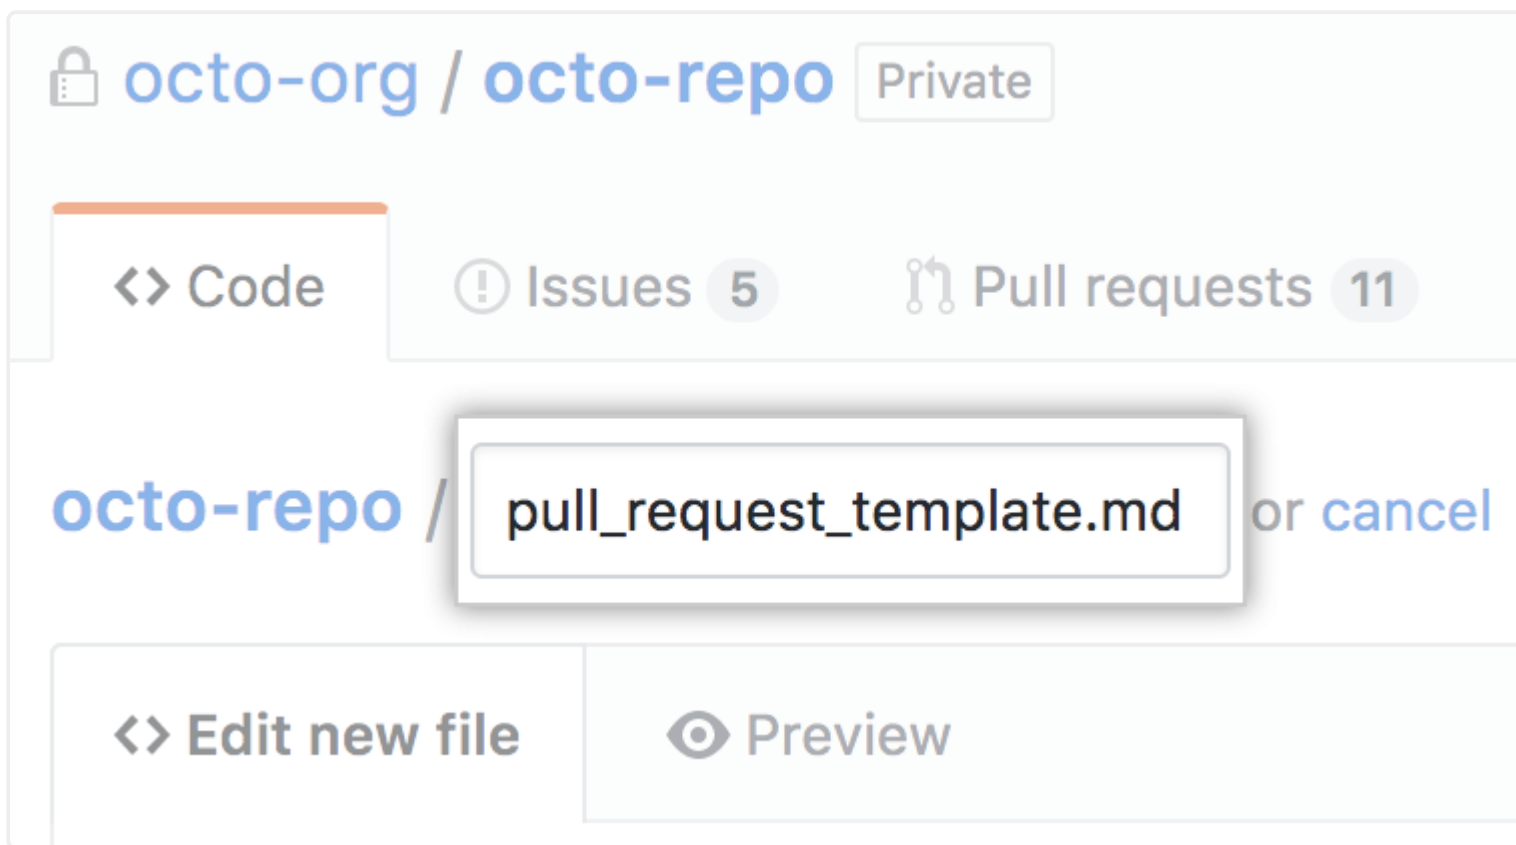 octo-org / octo-repo Private
<> Code Issues 5 Pull requests 11
octo-repo / pull_request_template.md or cancel
<> Edit new file Preview